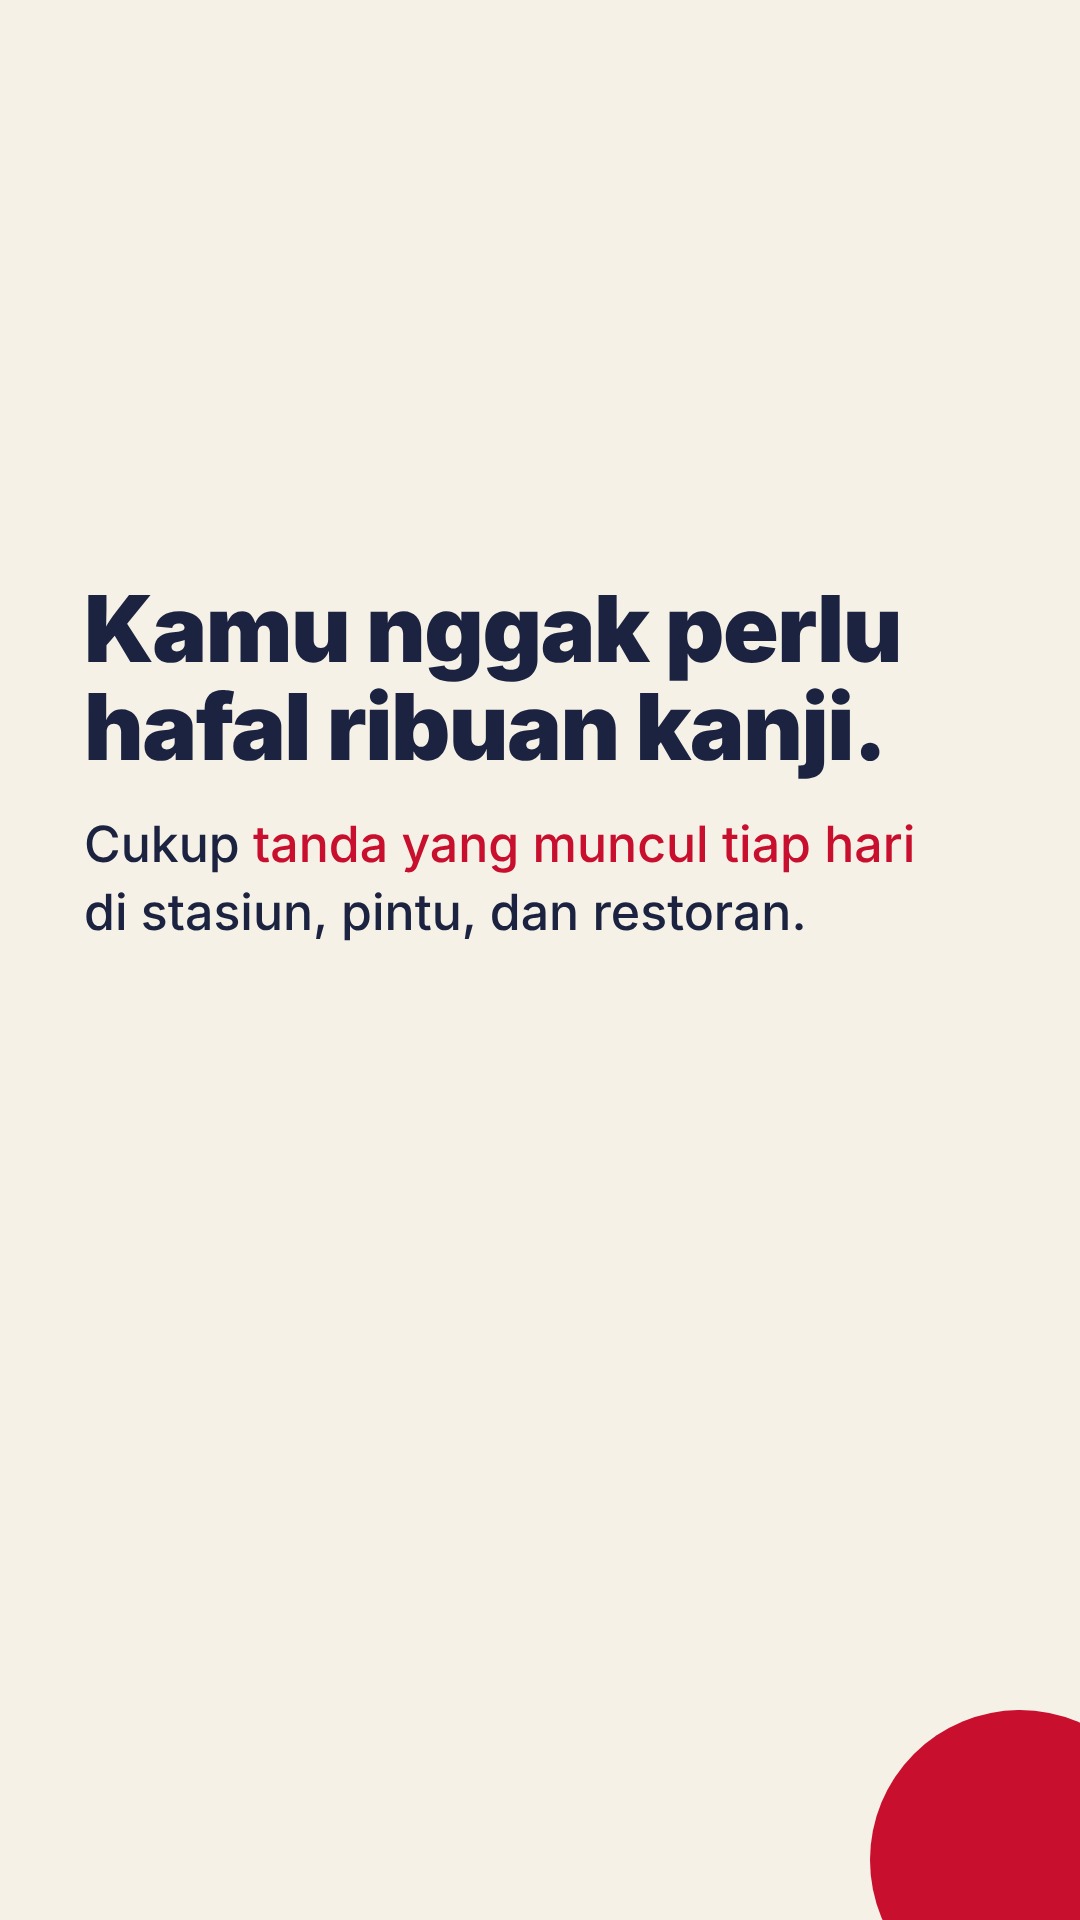 Kamu nggak perlu
hafal ribuan kanji.
Cukup tanda yang muncul tiap hari
di stasiun, pintu, dan restoran.